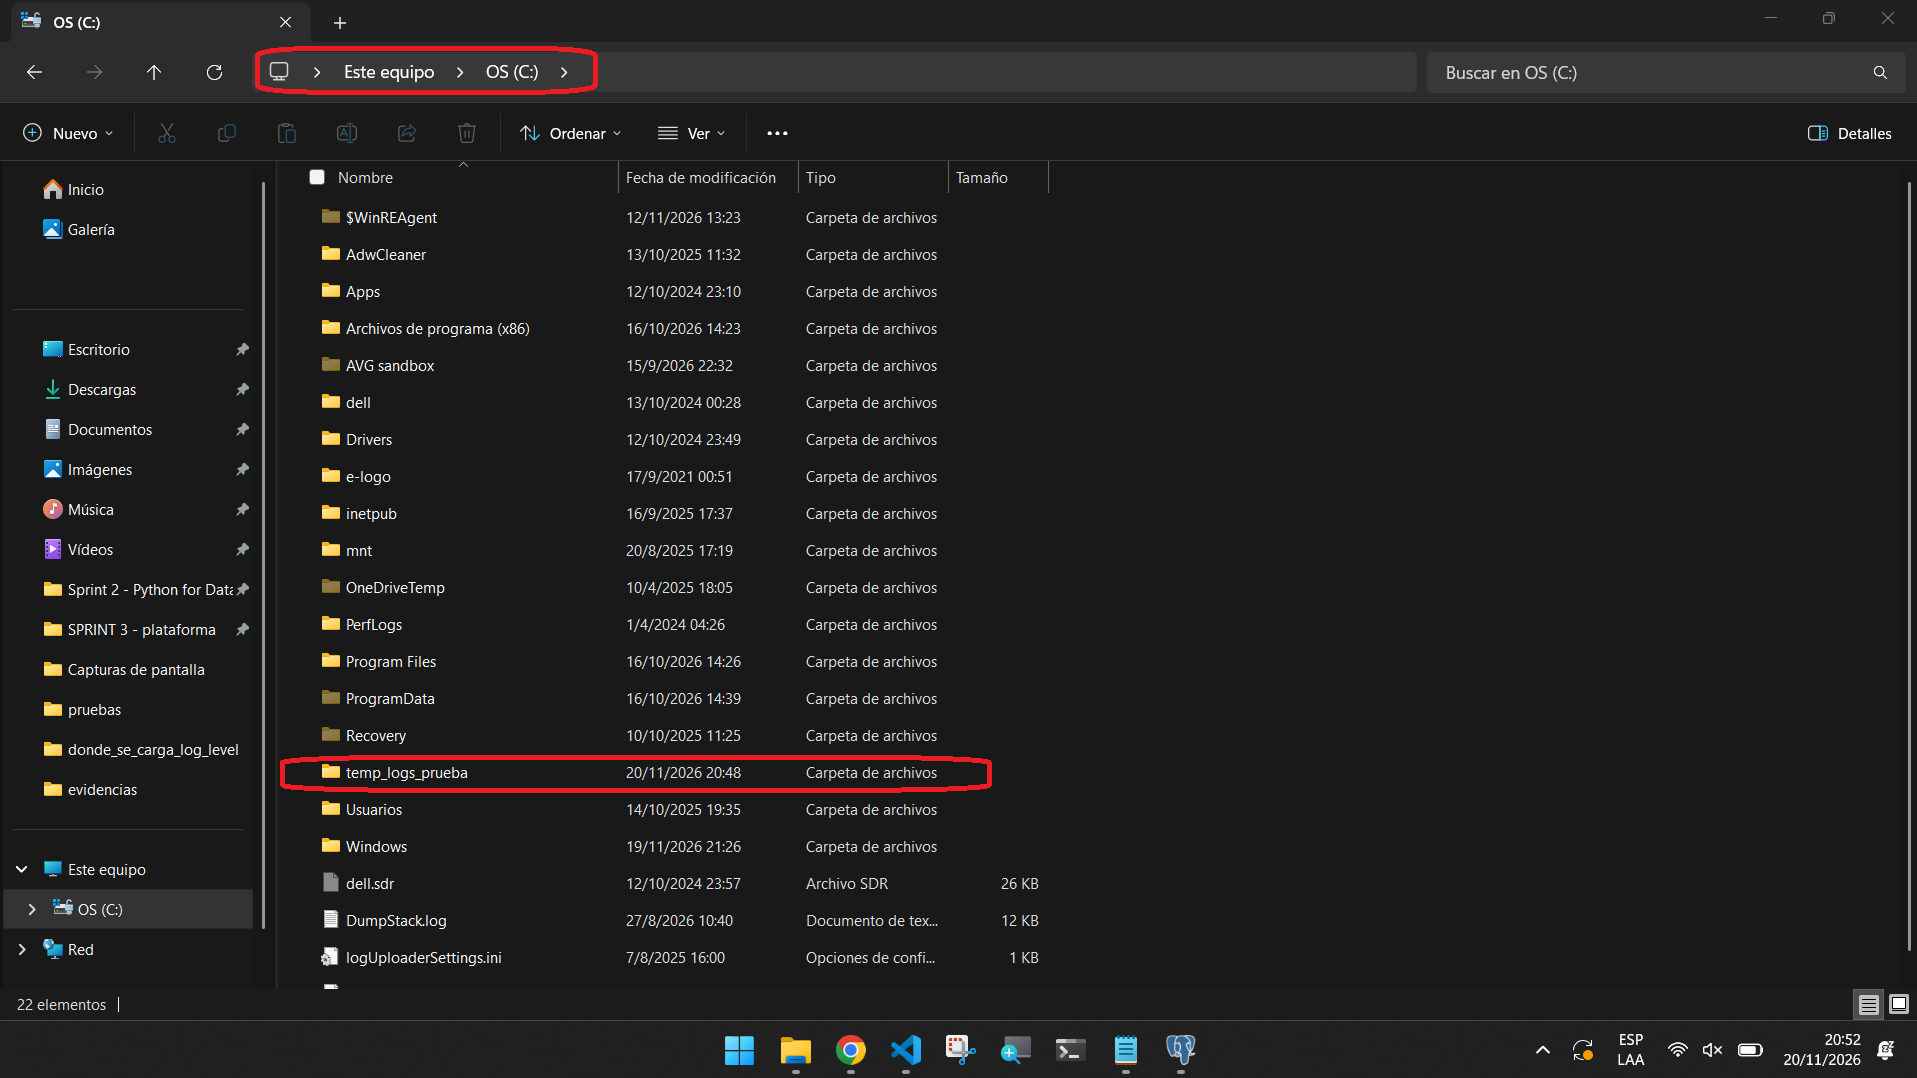 OS (C:)
Este equipo > OS (C:) >
Buscar en OS (C:)
Nuevo
Ordenar
Ver
Detalles
Inicio
Galería
Escritorio
Descargas
Documentos
Imágenes
Música
Vídeos
Sprint 2 - Python for Data
SPRINT 3 - plataforma
Capturas de pantalla
pruebas
donde_se_carga_log_level
evidencias
Este equipo
OS (C:)
Red
Nombre Fecha de modificación Tipo Tamaño
$WinREAgent 12/11/2026 13:23 Carpeta de archivos
AdwCleaner 13/10/2025 11:32 Carpeta de archivos
Apps 12/10/2024 23:10 Carpeta de archivos
Archivos de programa (x86) 16/10/2026 14:23 Carpeta de archivos
AVG sandbox 15/9/2026 22:32 Carpeta de archivos
dell 13/10/2024 00:28 Carpeta de archivos
Drivers 12/10/2024 23:49 Carpeta de archivos
e-logo 17/9/2021 00:51 Carpeta de archivos
inetpub 16/9/2025 17:37 Carpeta de archivos
mnt 20/8/2025 17:19 Carpeta de archivos
OneDriveTemp 10/4/2025 18:05 Carpeta de archivos
PerfLogs 1/4/2024 04:26 Carpeta de archivos
Program Files 16/10/2026 14:26 Carpeta de archivos
ProgramData 16/10/2026 14:39 Carpeta de archivos
Recovery 10/10/2025 11:25 Carpeta de archivos
temp_logs_prueba 20/11/2026 20:48 Carpeta de archivos
Usuarios 14/10/2025 19:35 Carpeta de archivos
Windows 19/11/2026 21:26 Carpeta de archivos
dell.sdr 12/10/2024 23:57 Archivo SDR 26 KB
DumpStack.log 27/8/2026 10:40 Documento de tex... 12 KB
logUploaderSettings.ini 7/8/2025 16:00 Opciones de confi... 1 KB
22 elementos
ESP
LAA
20:52
20/11/2026